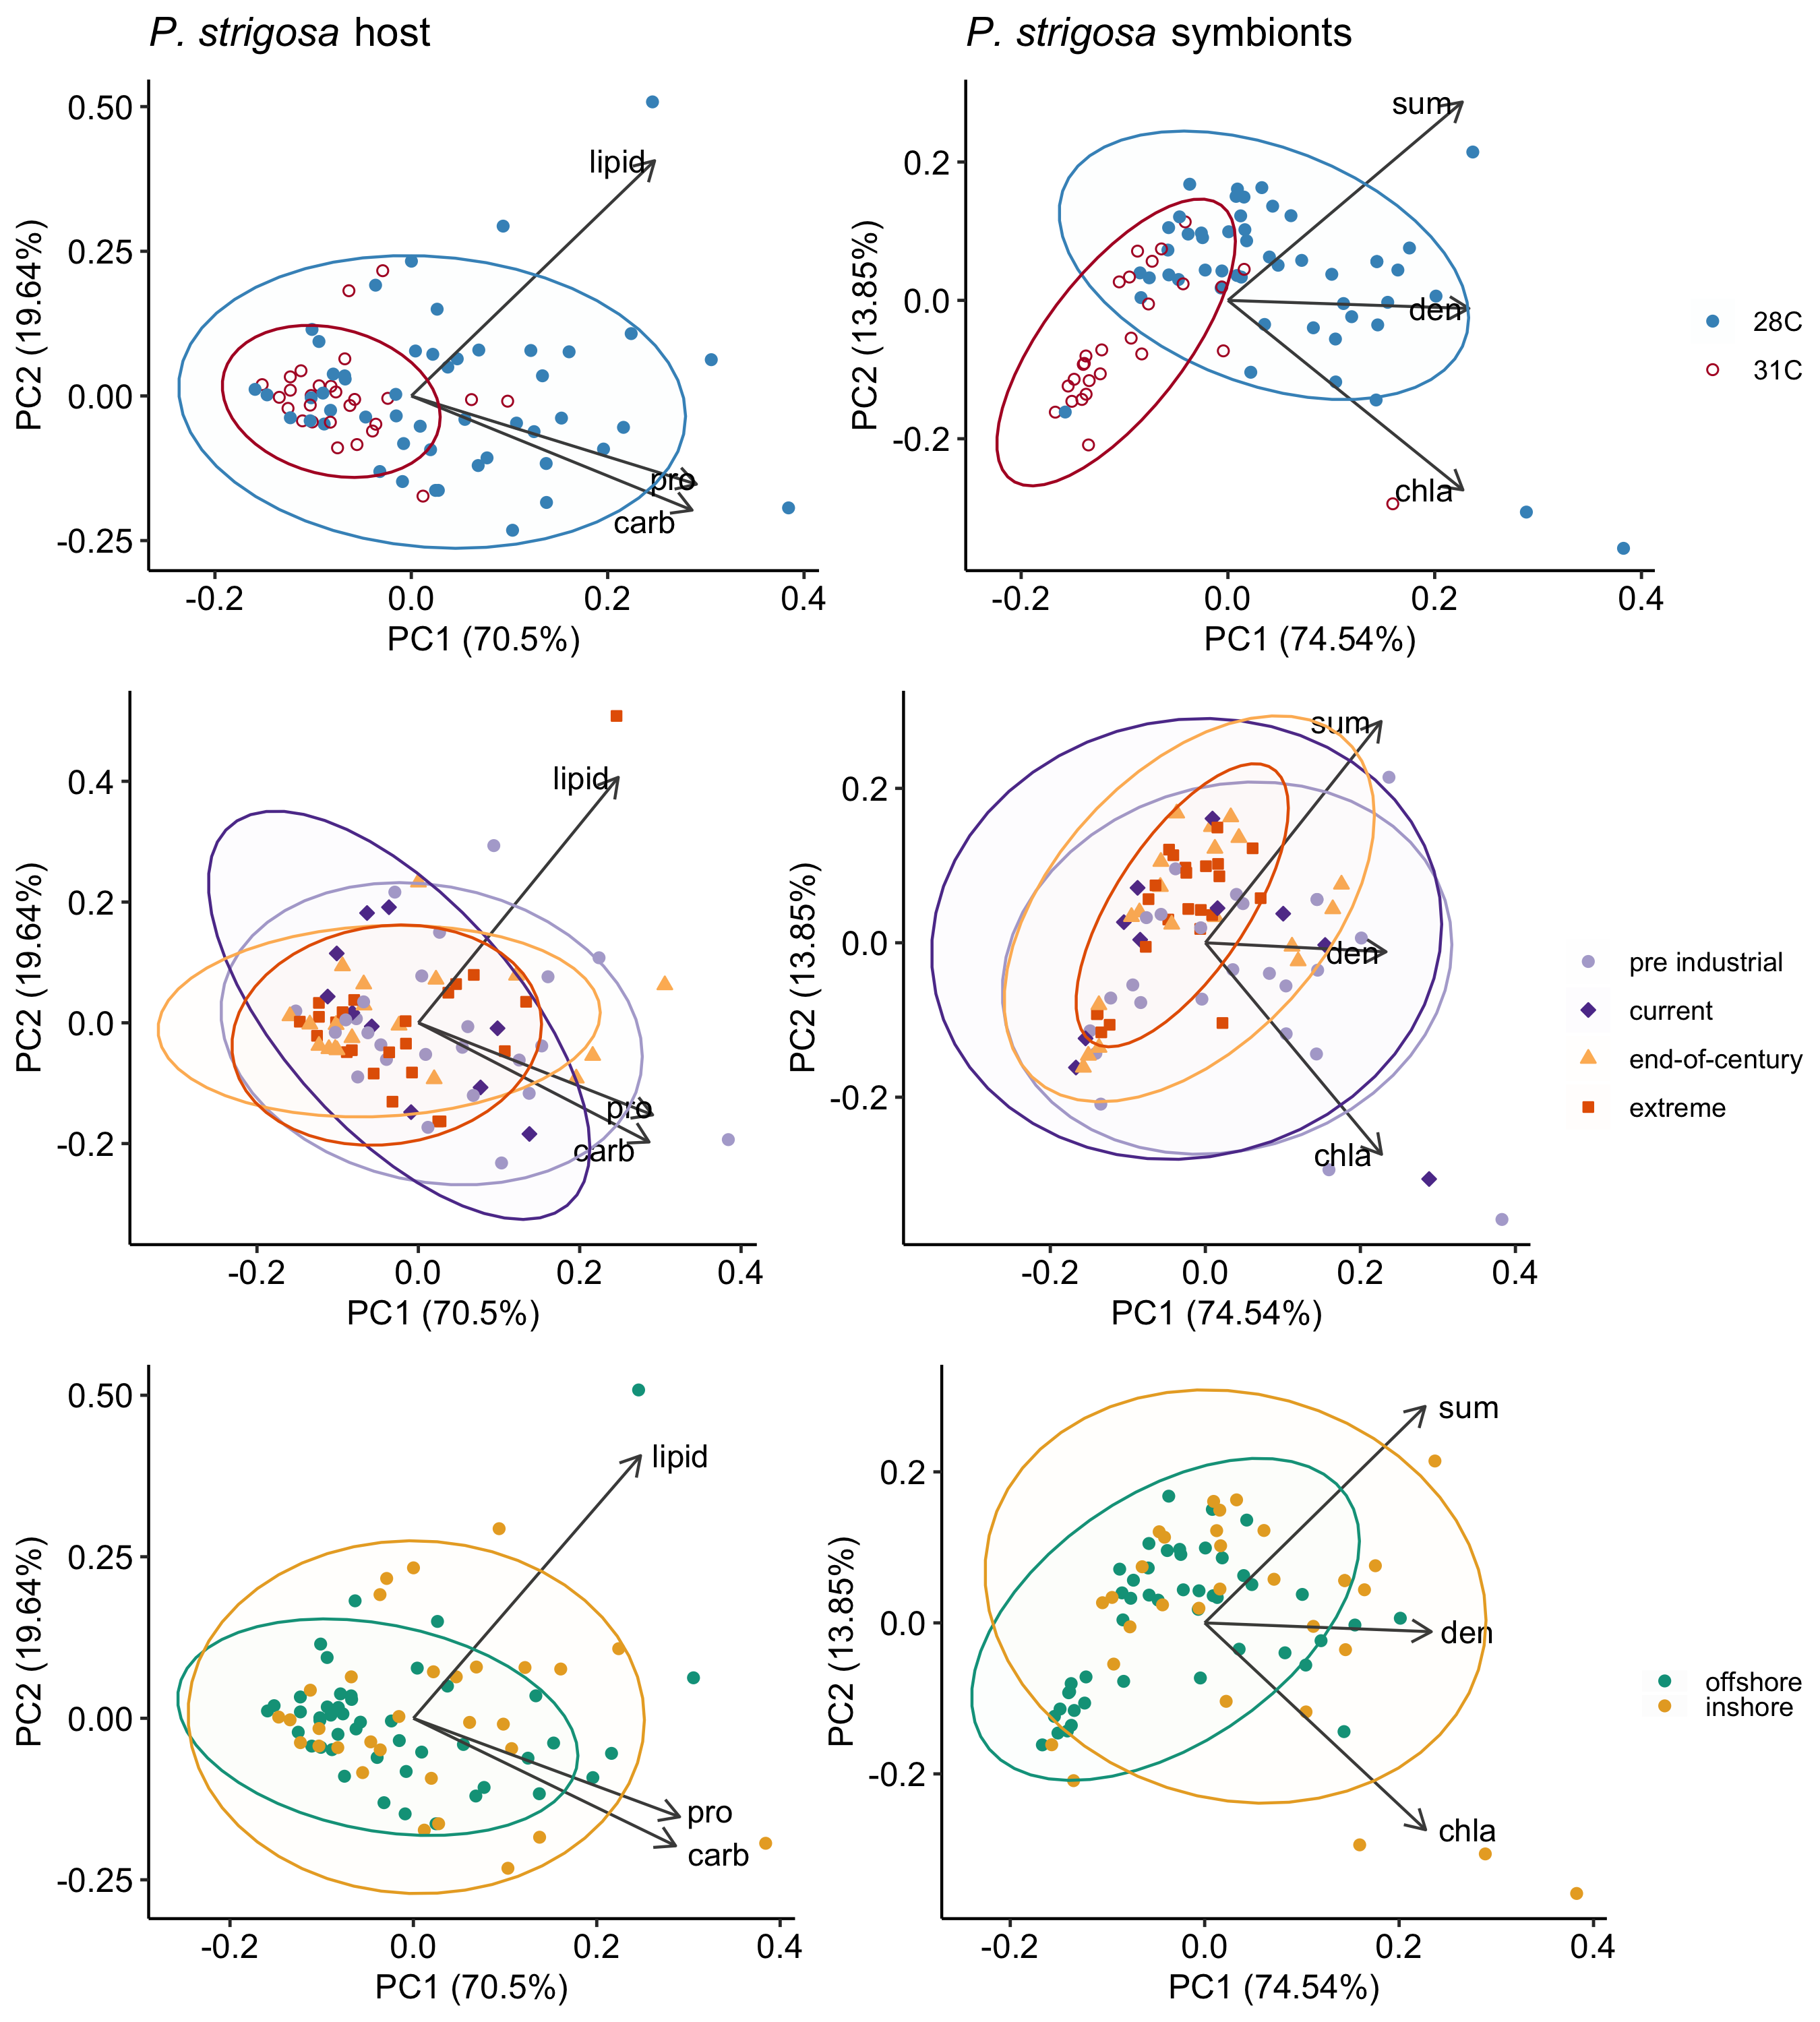 P. strigosa host
P. strigosa symbionts
0.50
0.25
0.00
-0.25
PC2 (19.64%)
lipid
pro
carb
-0.2 0.0 0.2 0.4
PC1 (70.5%)
0.2
0.0
-0.2
PC2 (13.85%)
sum
den
chla
-0.2 0.0 0.2 0.4
PC1 (74.54%)
28C
31C
0.4
0.2
0.0
-0.2
PC2 (19.64%)
lipid
pro
carb
-0.2 0.0 0.2 0.4
PC1 (70.5%)
0.2
0.0
-0.2
PC2 (13.85%)
sum
den
chla
-0.2 0.0 0.2 0.4
PC1 (74.54%)
pre industrial
current
end-of-century
extreme
0.50
0.25
0.00
-0.25
PC2 (19.64%)
lipid
pro
carb
-0.2 0.0 0.2 0.4
PC1 (70.5%)
0.2
0.0
-0.2
PC2 (13.85%)
sum
den
chla
-0.2 0.0 0.2 0.4
PC1 (74.54%)
offshore
inshore